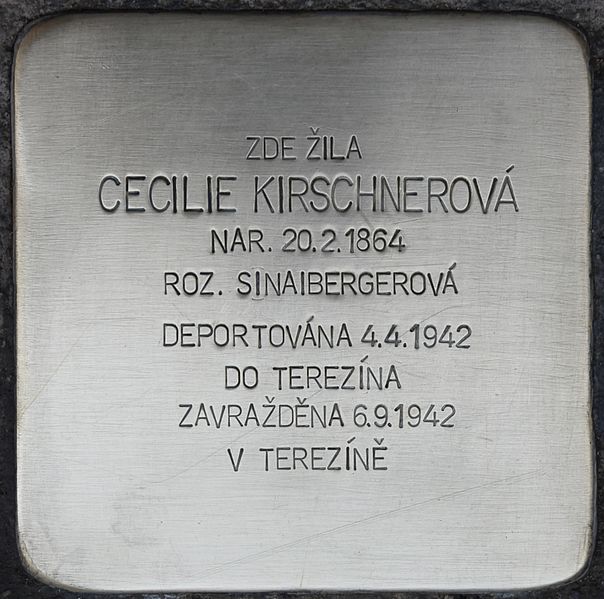 ZDE ŽILA
CECILIE KIRSCHNEROVÁ
NAR. 20.2.1864
ROZ. SINAIBERGEROVÁ
DEPORTOVÁNA 4.4.1942
DO TEREZÍNA
ZAVRAŽDĚNA 6.9.1942
V TEREZÍNĚ